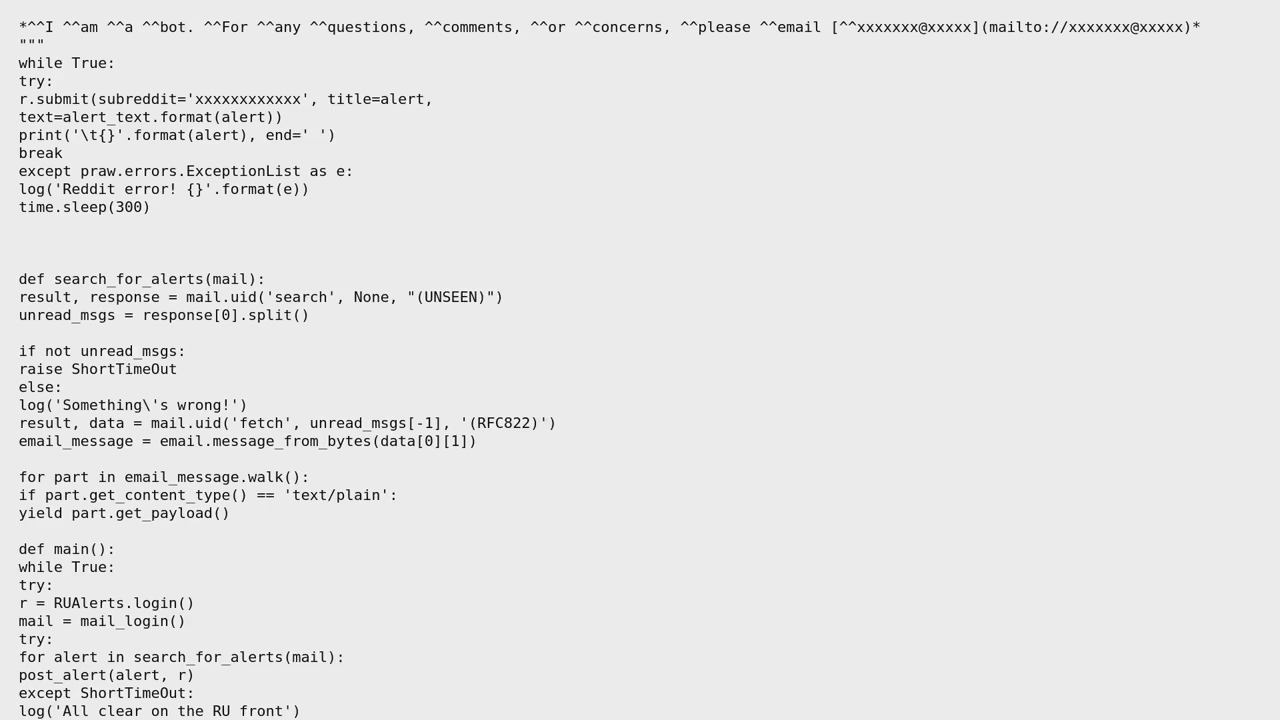 *^^I ^^am ^^a ^^bot. ^^For ^^any ^^questions, ^^comments, ^^or ^^concerns, ^^please ^^email [^^xxxxxxx@xxxxx](mailto://xxxxxxx@xxxxx)*
"""
while True:
try:
r.submit(subreddit='xxxxxxxxxxxx', title=alert,
text=alert_text.format(alert))
print('\t{}'.format(alert), end=' ')
break
except praw.errors.ExceptionList as e:
log('Reddit error! {}'.format(e))
time.sleep(300)
def search_for_alerts(mail):
result, response = mail.uid('search', None, "(UNSEEN)")
unread_msgs = response[0].split()
if not unread_msgs:
raise ShortTimeOut
else:
log('Something\'s wrong!')
result, data = mail.uid('fetch', unread_msgs[-1], '(RFC822)')
email_message = email.message_from_bytes(data[0][1])
for part in email_message.walk():
if part.get_content_type() == 'text/plain':
yield part.get_payload()
def main():
while True:
try:
r = RUAlerts.login()
mail = mail_login()
try:
for alert in search_for_alerts(mail):
post_alert(alert, r)
except ShortTimeOut:
log('All clear on the RU front')